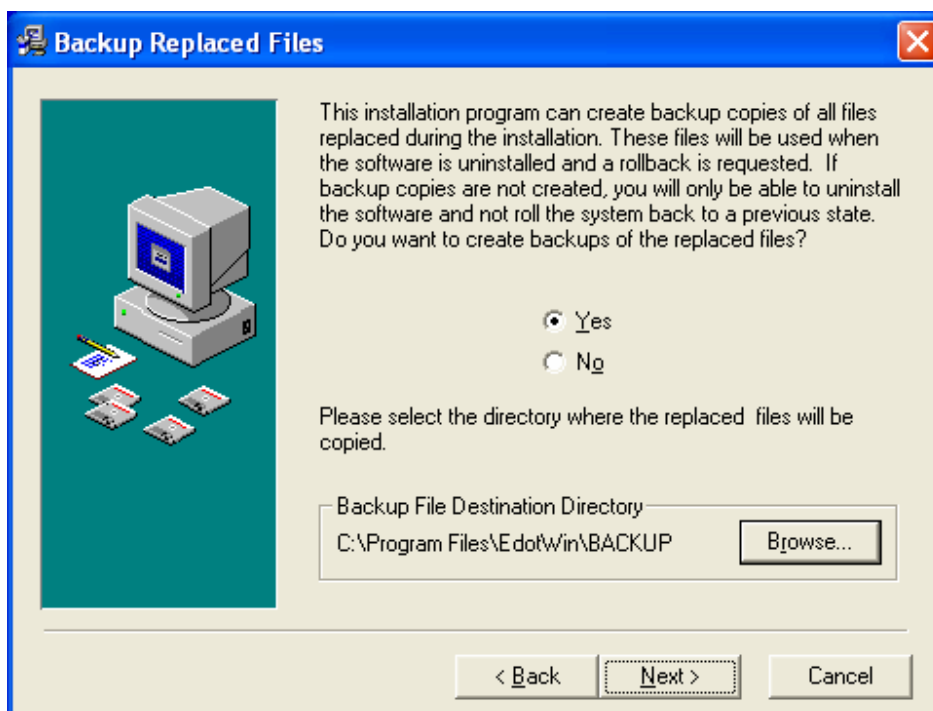 Backup Replaced Files
This installation program can create backup copies of all files
replaced during the installation. These files will be used when
the software is uninstalled and a rollback is requested. If
backup copies are not created, you will only be able to uninstall
the software and not roll the system back to a previous state.
Do you want to create backups of the replaced files?
Yes
No
Please select the directory where the replaced files will be
copied.
Backup File Destination Directory
C:\Program Files\EdotWin\BACKUP
Browse...
< Back
Next >
Cancel